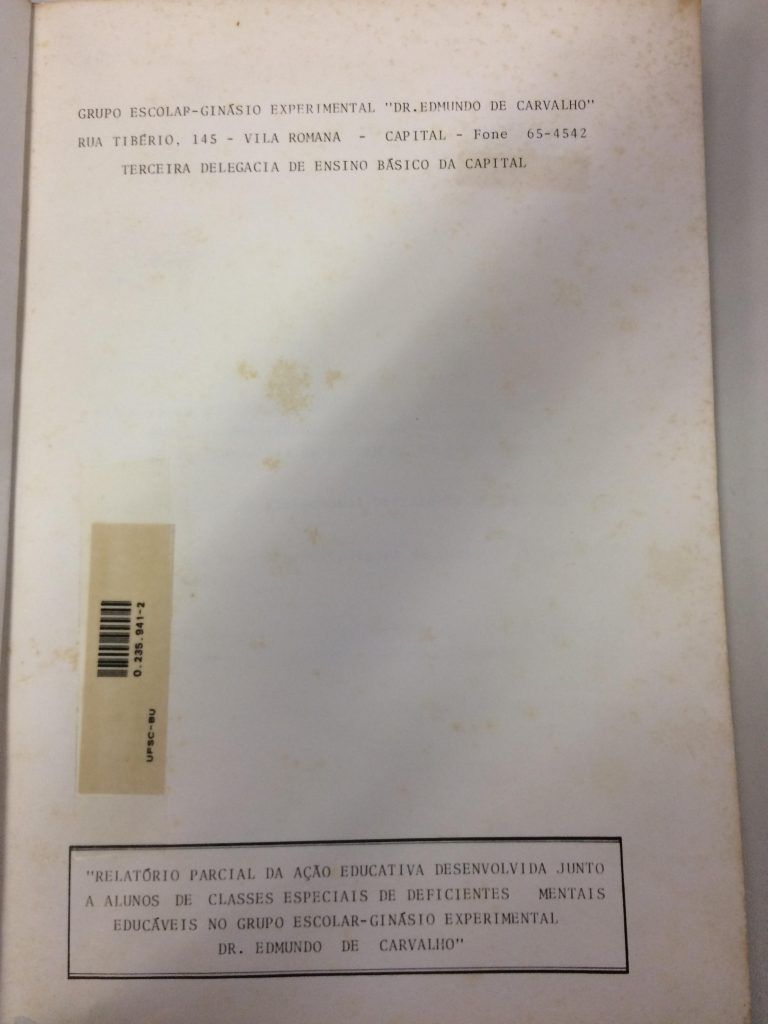 GRUPO ESCOLAR-GINÁSIO EXPERIMENTAL "DR.EDMUNDO DE CARVALHO"
RUA TIBÉRIO, 145 - VILA ROMANA - CAPITAL - Fone 65-4542
TERCEIRA DELEGACIA DE ENSINO BÁSICO DA CAPITAL
0.235.941-2
UFSC-BU
"RELATÓRIO PARCIAL DA AÇÃO EDUCATIVA DESENVOLVIDA JUNTO
A ALUNOS DE CLASSES ESPECIAIS DE DEFICIENTES MENTAIS
EDUCÁVEIS NO GRUPO ESCOLAR-GINÁSIO EXPERIMENTAL
DR. EDMUNDO DE CARVALHO"